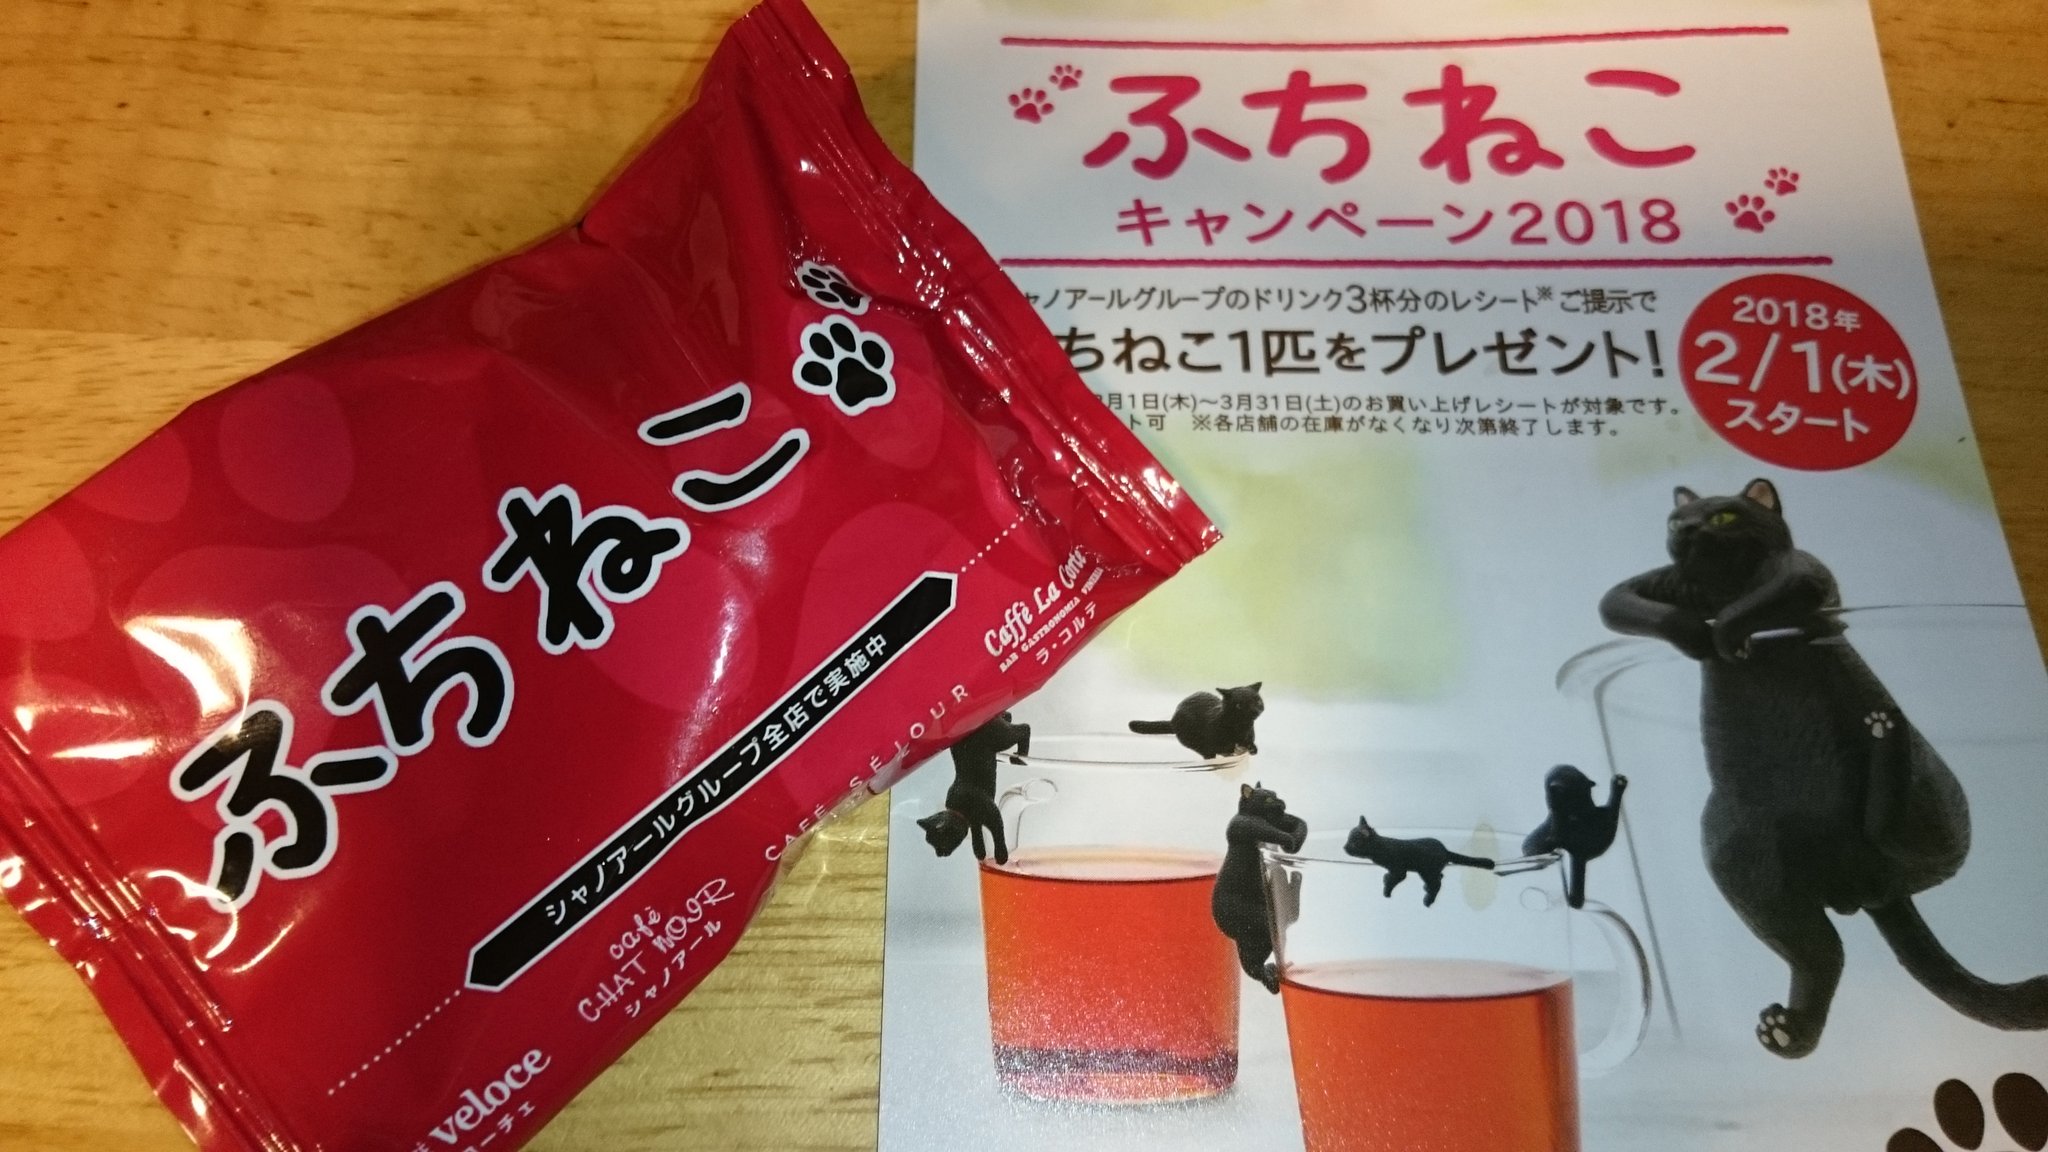 ふちねこ
シャノアールグループ全店で実施中
veloce
ーチェ
café
CHAT NOIR
シャノアール
CAFÉ SÉLOUR
Caffè La Corte
BAR GASTRONOMIA VENEZIA
ラ・コルテ
ふちねこ
キャンペーン2018
ャノアールグループのドリンク3杯分のレシート※ご提示で
ちねこ1匹をプレゼント!
月1日(木)～3月31日(土)のお買い上げレシートが対象です。
ト可 ※各店舗の在庫がなくなり次第終了します。
2018年
2/1(木)
スタート